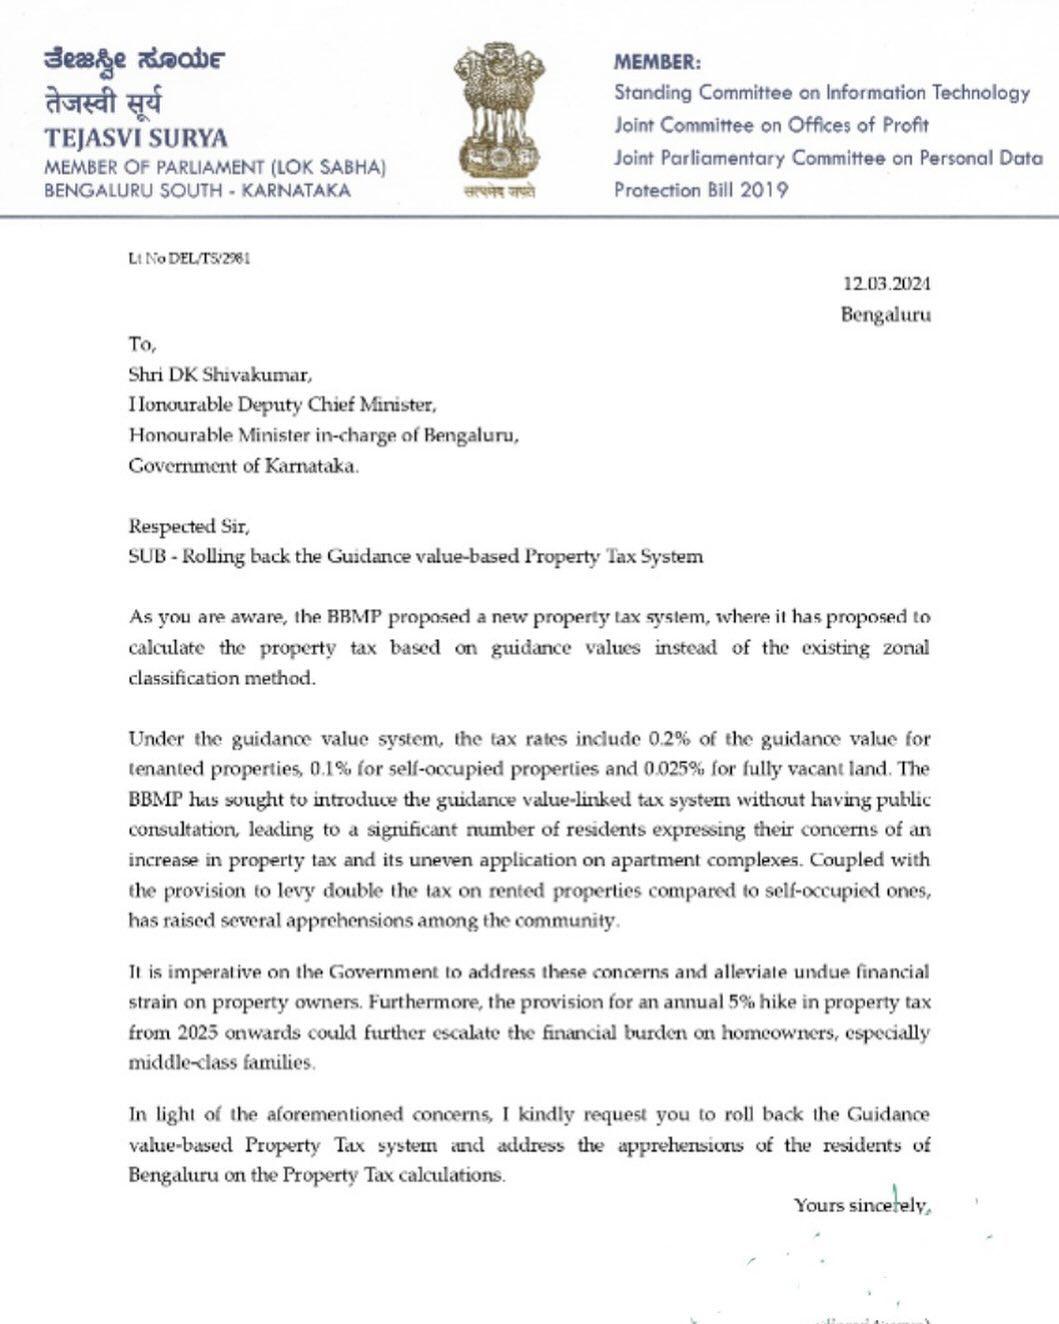 ತೇಜಸ್ವೀ ಸೂರ್ಯ
तेजस्वी सूर्य
TEJASVI SURYA
MEMBER OF PARLIAMENT (LOK SABHA)
BENGALURU SOUTH - KARNATAKA
सत्यमेव जयते
MEMBER:
Standing Committee on Information Technology
Joint Committee on Offices of Profit
Joint Parliamentary Committee on Personal Data
Protection Bill 2019
Lt No DEL/TS/2981
12.03.2024
Bengaluru
To,
Shri DK Shivakumar,
Honourable Deputy Chief Minister,
Honourable Minister in-charge of Bengaluru,
Government of Karnataka.
Respected Sir,
SUB - Rolling back the Guidance value-based Property Tax System
As you are aware, the BBMP proposed a new property tax system, where it has proposed to
calculate the property tax based on guidance values instead of the existing zonal
classification method.
Under the guidance value system, the tax rates include 0.2% of the guidance value for
tenanted properties, 0.1% for self-occupied properties and 0.025% for fully vacant land. The
BBMP has sought to introduce the guidance value-linked tax system without having public
consultation, leading to a significant number of residents expressing their concerns of an
increase in property tax and its uneven application on apartment complexes. Coupled with
the provision to levy double the tax on rented properties compared to self-occupied ones,
has raised several apprehensions among the community.
It is imperative on the Government to address these concerns and alleviate undue financial
strain on property owners. Furthermore, the provision for an annual 5% hike in property tax
from 2025 onwards could further escalate the financial burden on homeowners, especially
middle-class families.
In light of the aforementioned concerns, I kindly request you to roll back the Guidance
value-based Property Tax system and address the apprehensions of the residents of
Bengaluru on the Property Tax calculations.
Yours sincerely,